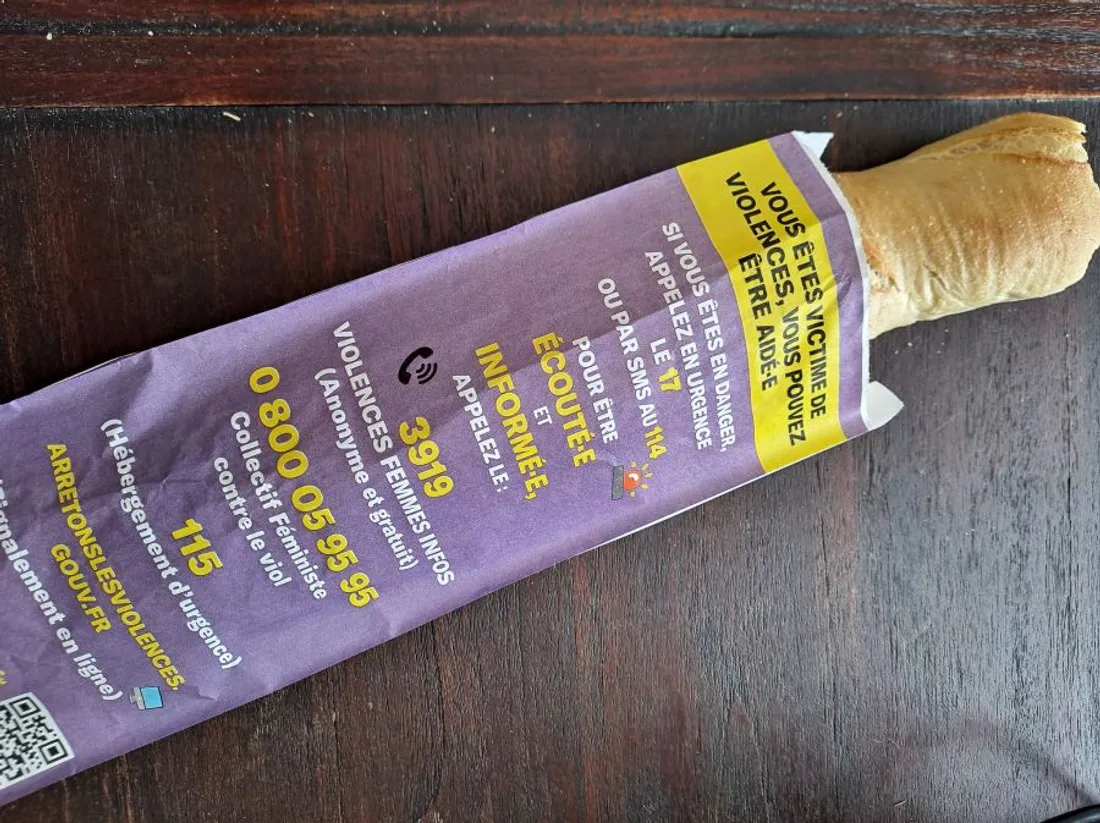 VOUS ÊTES VICTIME DE
VIOLENCES, VOUS POUVEZ
ÊTRE AIDÉ·E
SI VOUS ÊTES EN DANGER,
APPELEZ EN URGENCE
LE 17
OU PAR SMS AU 114
POUR ÊTRE
ÉCOUTÉ·E
ET
INFORMÉ·E,
APPELEZ LE :
3919
VIOLENCES FEMMES INFOS
(Anonyme et gratuit)
0 800 05 95 95
Collectif Féministe
contre le viol
115
(Hébergement d'urgence)
ARRETONSLESVIOLENCES.
GOUV.FR
(Signalement en ligne)